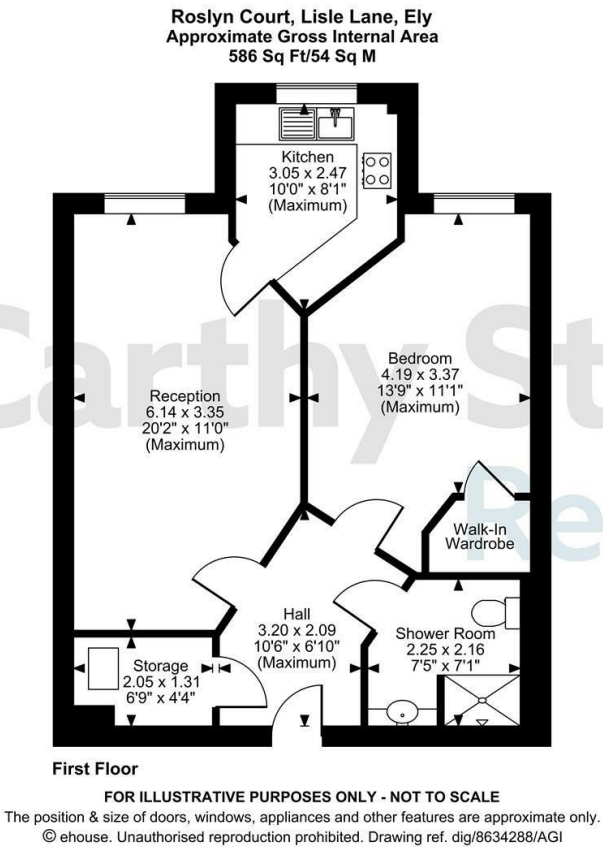 Roslyn Court, Lisle Lane, Ely
Approximate Gross Internal Area
586 Sq Ft/54 Sq M
Kitchen
3.05 x 2.47
10'0" x 8'1"
(Maximum)
Bedroom
4.19 x 3.37
13'9" x 11'1"
(Maximum)
Reception
6.14 x 3.35
20'2" x 11'0"
(Maximum)
Walk-In
Wardrobe
Hall
3.20 x 2.09
10'6" x 6'10"
(Maximum)
Shower Room
2.25 x 2.16
7'5" x 7'1"
Storage
2.05 x 1.31
6'9" x 4'4"
Carthy St
Re
First Floor
FOR ILLUSTRATIVE PURPOSES ONLY - NOT TO SCALE
The position & size of doors, windows, appliances and other features are approximate only.
© ehouse. Unauthorised reproduction prohibited. Drawing ref. dig/8634288/AGI